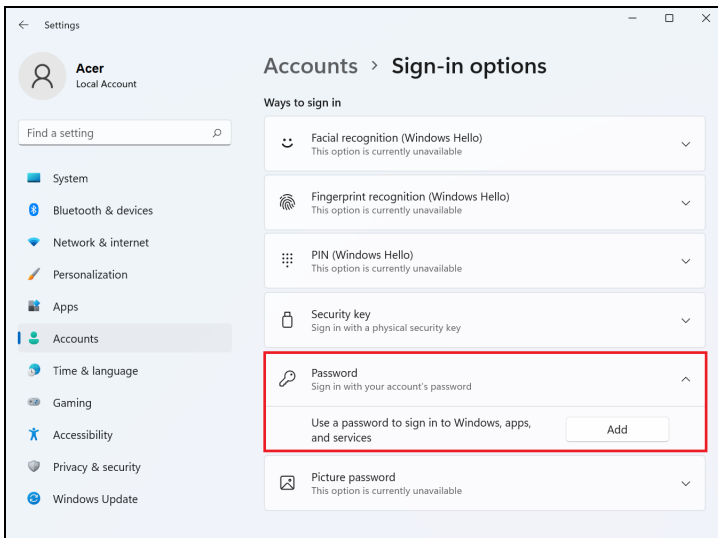 Settings
Acer
Local Account
Find a setting
System
Bluetooth & devices
Network & internet
Personalization
Apps
Accounts
Time & language
Gaming
Accessibility
Privacy & security
Windows Update
Accounts > Sign-in options
Ways to sign in
Facial recognition (Windows Hello)
This option is currently unavailable
Fingerprint recognition (Windows Hello)
This option is currently unavailable
PIN (Windows Hello)
This option is currently unavailable
Security key
Sign in with a physical security key
Password
Sign in with your account's password
Use a password to sign in to Windows, apps,
and services
Add
Picture password
This option is currently unavailable